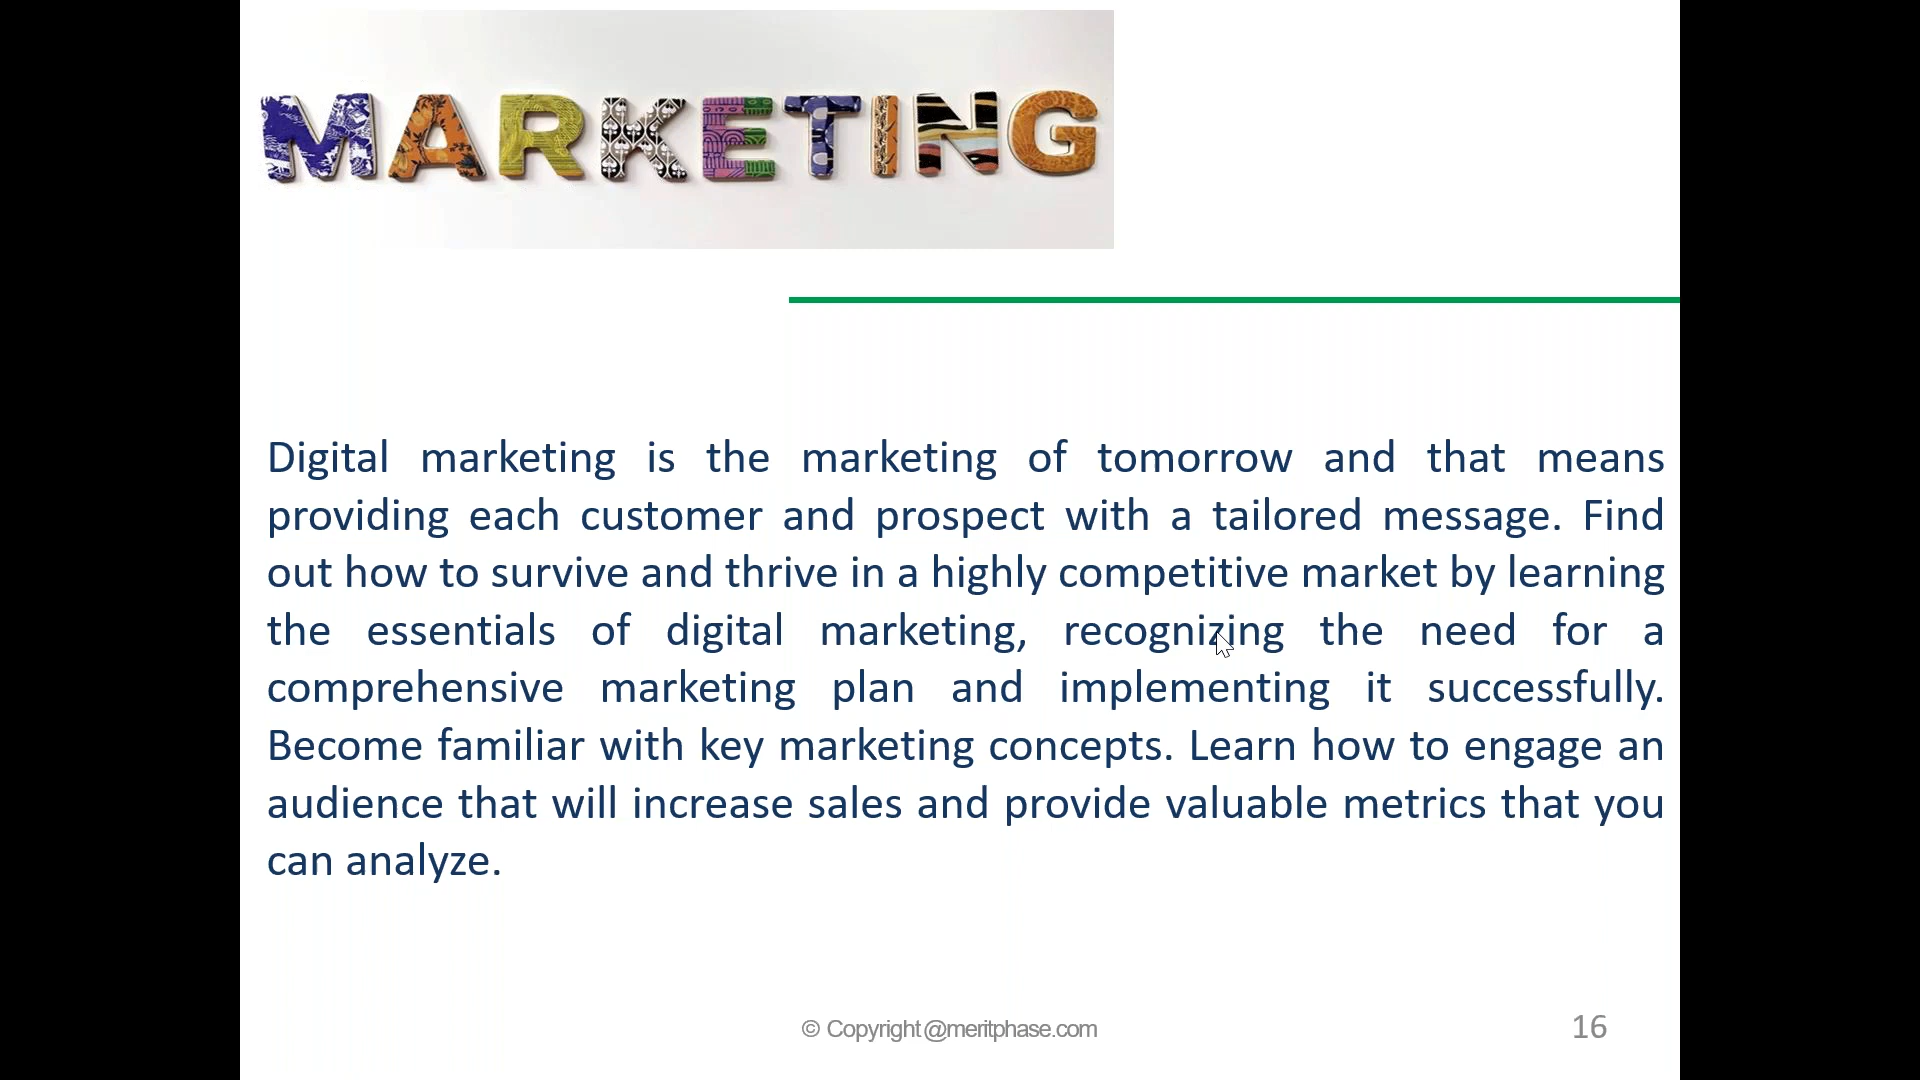 MARKETING
Digital marketing is the marketing of tomorrow and that means
providing each customer and prospect with a tailored message. Find
out how to survive and thrive in a highly competitive market by learning
the essentials of digital marketing, recognizing the need for a
comprehensive marketing plan and implementing it successfully.
Become familiar with key marketing concepts. Learn how to engage an
audience that will increase sales and provide valuable metrics that you
can analyze.
© Copyright @meritphase.com
16